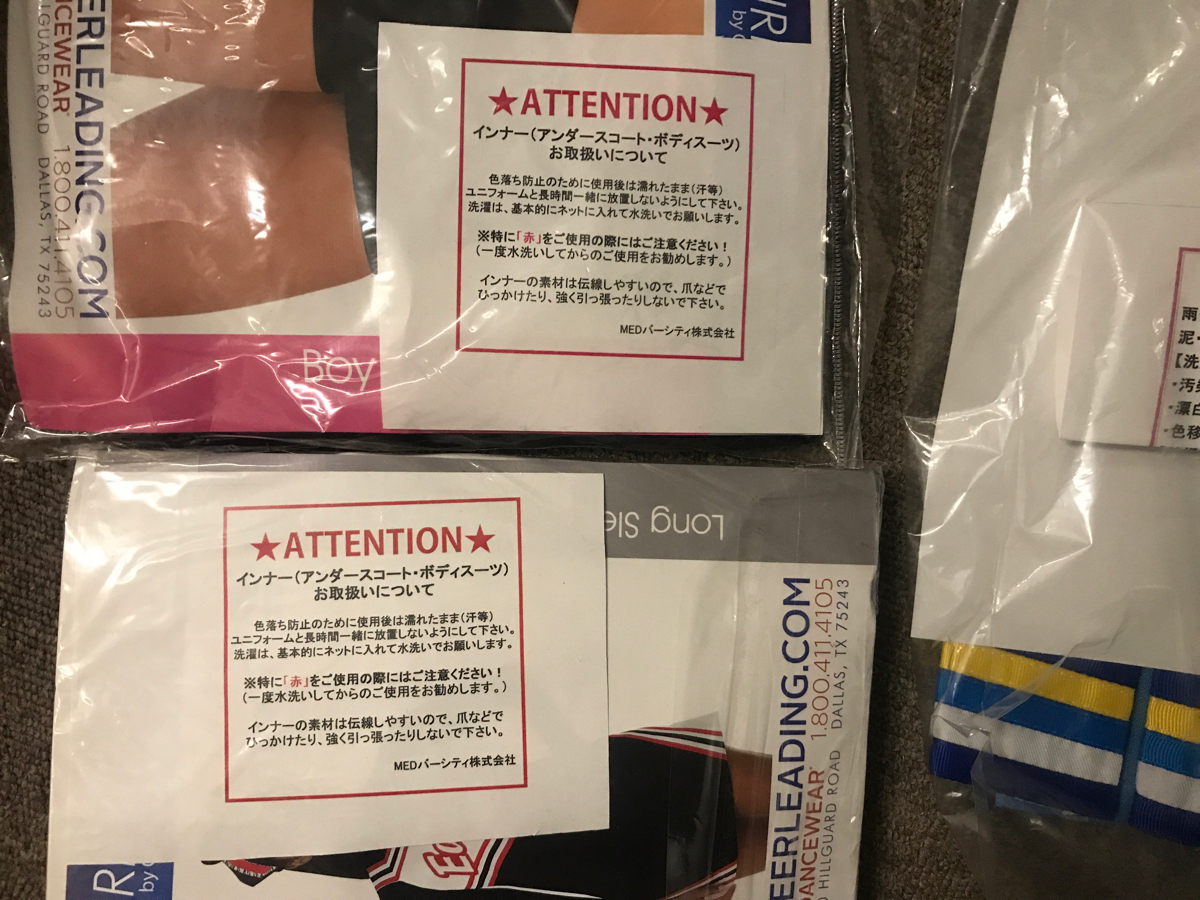 EERLEADING.COM
ANCEWEAR® 1.800.411.4105
LLGUARD ROAD DALLAS, TX 75243
by
Boy
★ATTENTION★
インナー(アンダースコート・ボディスーツ)
お取扱いについて
色落ち防止のために使用後は濡れたまま(汗等)
ユニフォームと長時間一緒に放置しないようにして下さい。
洗濯は、基本的にネットに入れて水洗いでお願いします。
※特に「赤」をご使用の際にはご注意ください!
(一度水洗いしてからのご使用をお勧めします。)
インナーの素材は伝線しやすいので、爪などで
ひっかけたり、強く引っ張ったりしないで下さい。
MEDバーシティ株式会社
雨
泥・
【洗
・汚染
・漂白
・色移
Long Sle
★ATTENTION★
インナー(アンダースコート・ボディスーツ)
お取扱いについて
色落ち防止のために使用後は濡れたまま(汗等)
ユニフォームと長時間一緒に放置しないようにして下さい。
洗濯は、基本的にネットに入れて水洗いでお願いします。
※特に「赤」をご使用の際にはご注意ください!
(一度水洗いしてからのご使用をお勧めします。)
インナーの素材は伝線しやすいので、爪などで
ひっかけたり、強く引っ張ったりしないで下さい。
MEDバーシティ株式会社
EERLEADING.COM
DANCEWEAR® 1.800.411.4105
HILLGUARD ROAD DALLAS, TX 75243
R
by